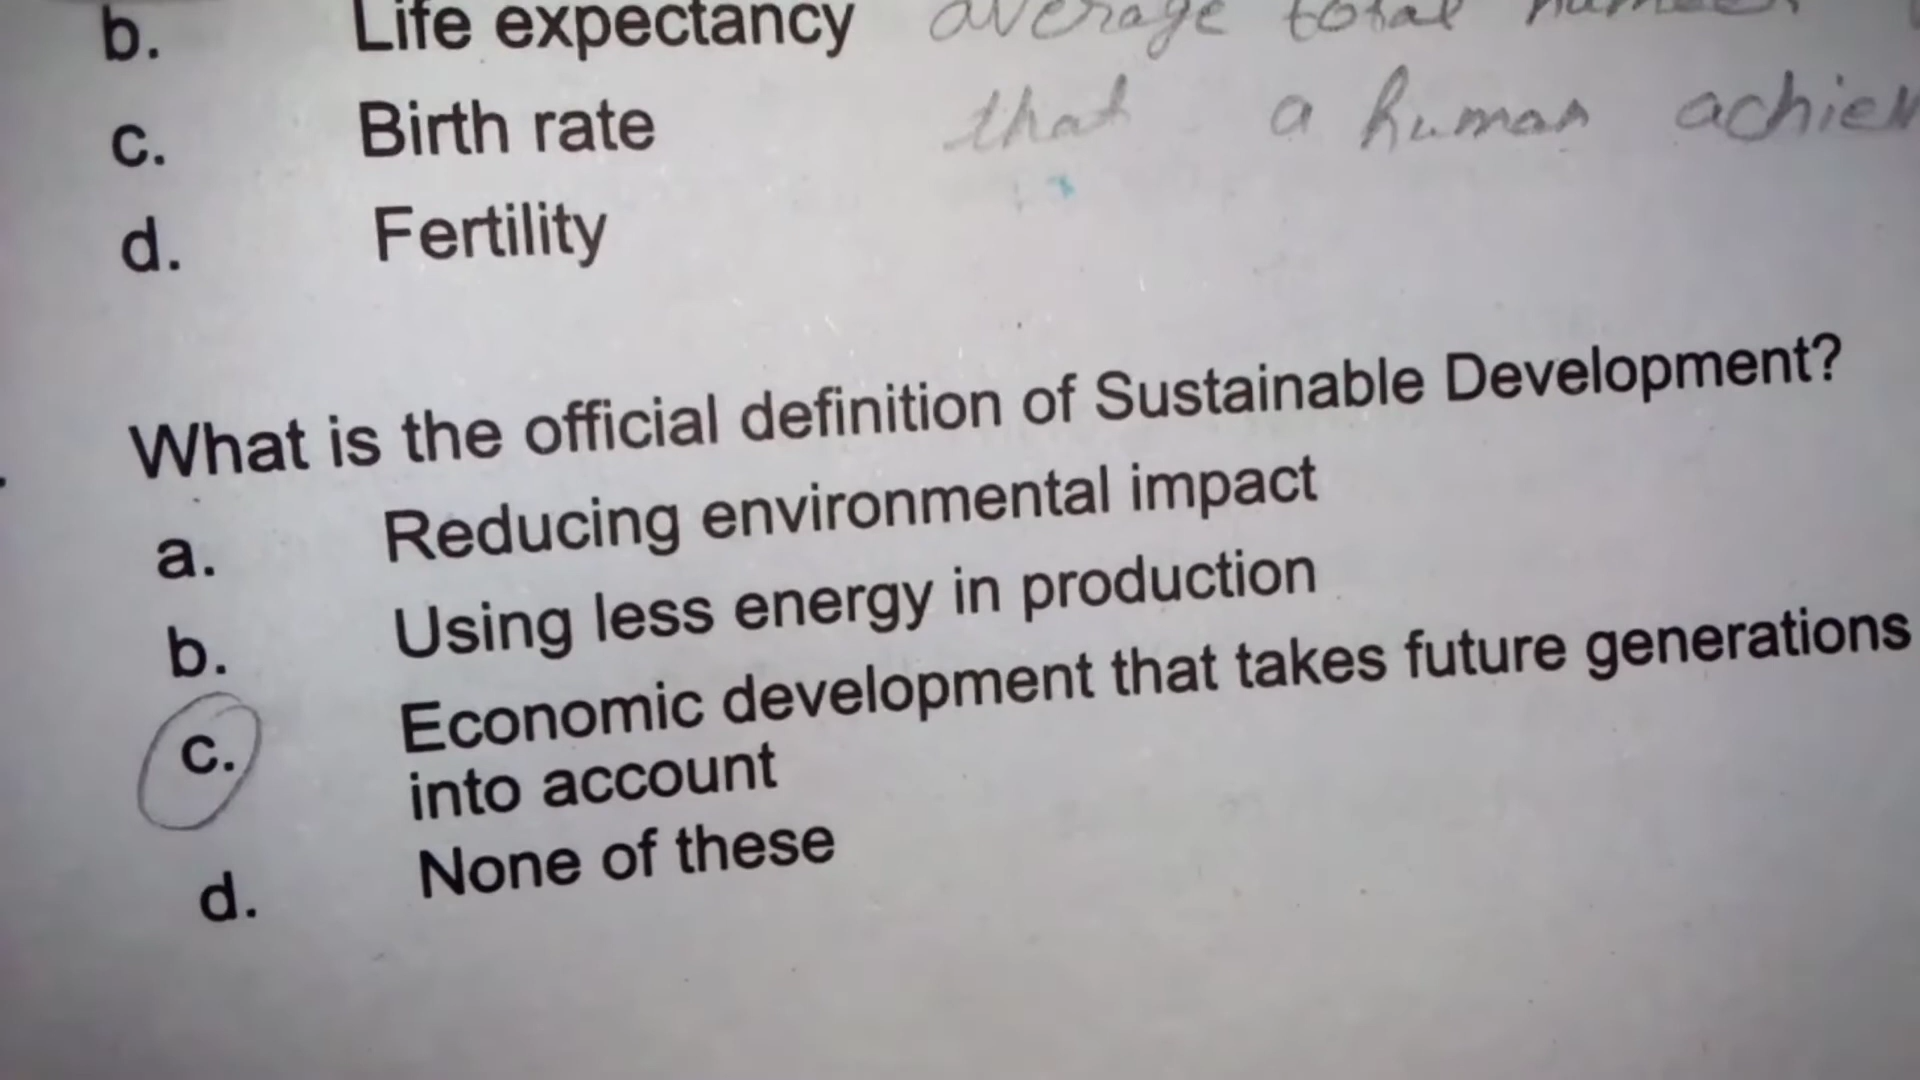 b. Life expectancy average total
c. Birth rate that a human
d. Fertility
What is the official definition of Sustainable Development?
a. Reducing environmental impact
b. Using less energy in production
c. Economic development that takes future generations
into account
d. None of these